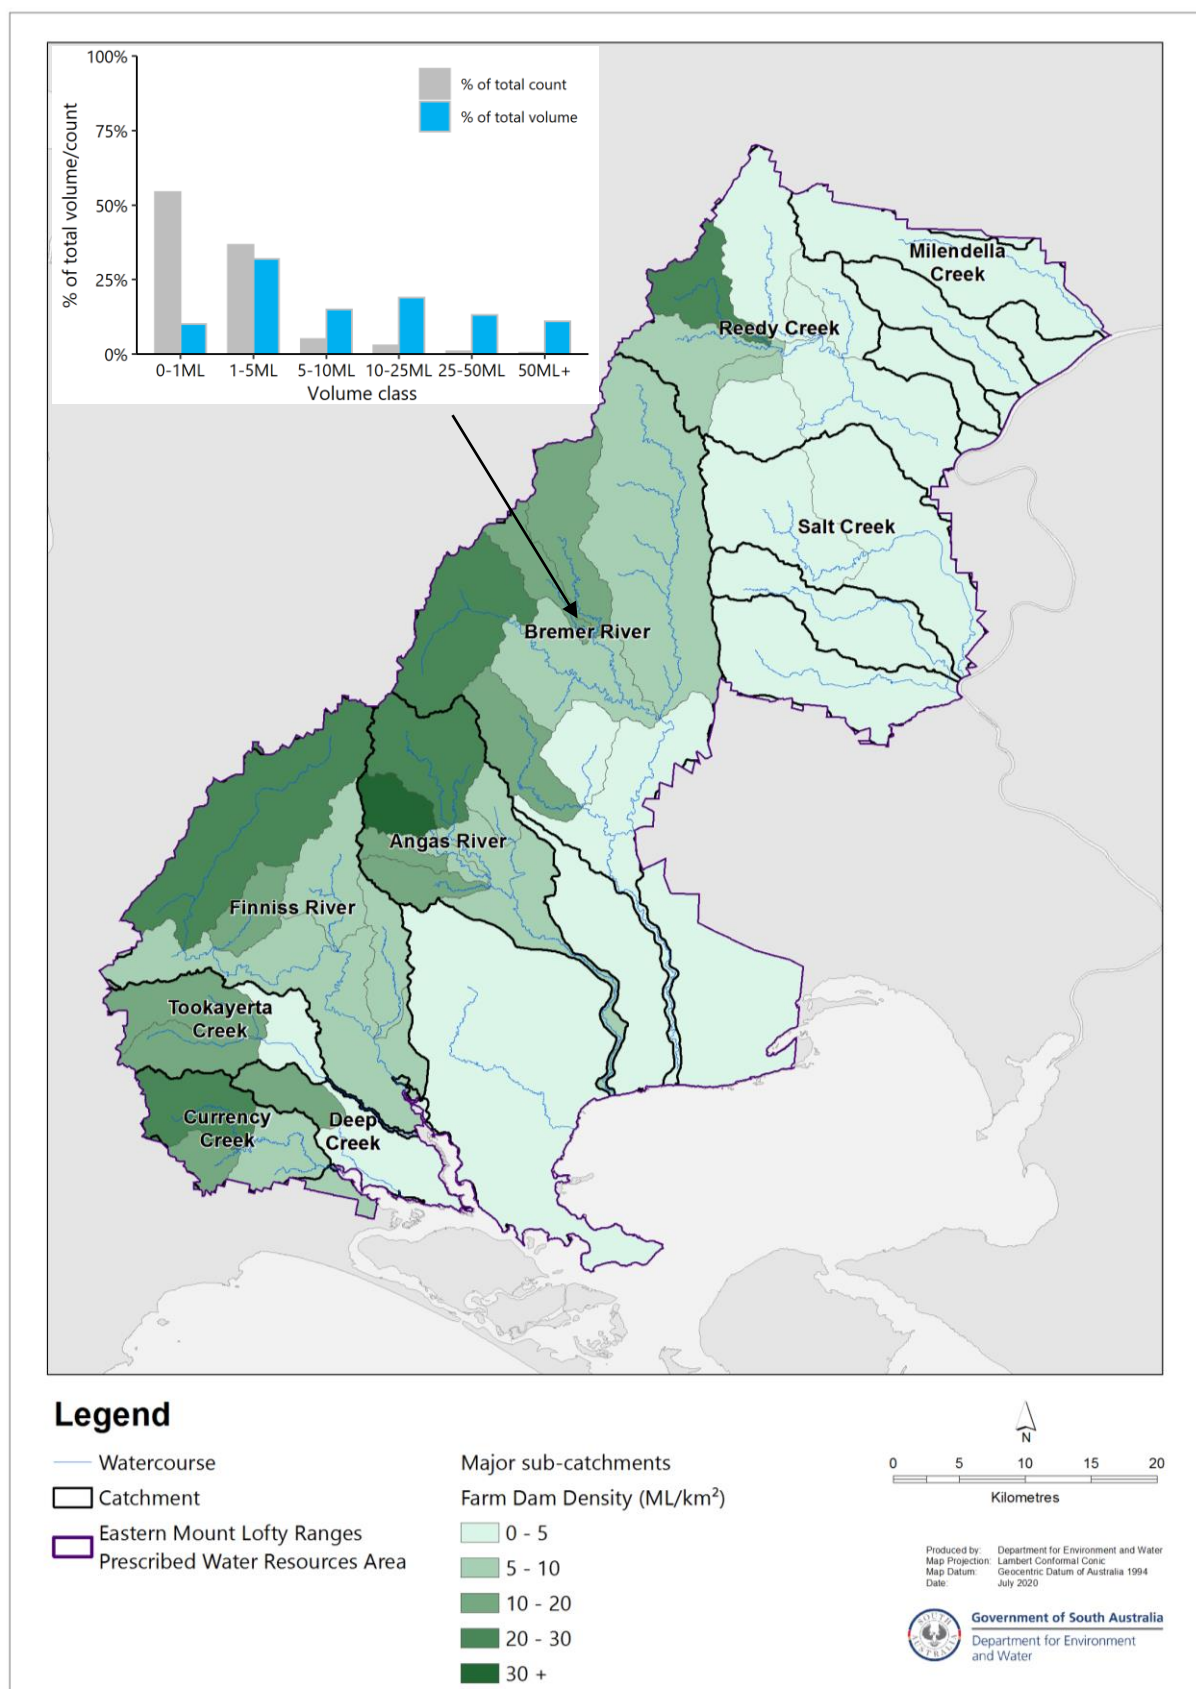 100%
75%
50%
25%
0%
% of total volume/count
% of total count
% of total volume
0-1ML 1-5ML 5-10ML 10-25ML 25-50ML 50ML+
Volume class
Milendella
Creek
Reedy Creek
Salt Creek
Bremer River
Angas River
Finniss River
Tookayerta
Creek
Currency
Creek
Deep
Creek
Legend
Watercourse
Catchment
Eastern Mount Lofty Ranges
Prescribed Water Resources Area
Major sub-catchments
Farm Dam Density (ML/km²)
0 - 5
5 - 10
10 - 20
20 - 30
30 +
N
0 5 10 15 20
Kilometres
Produced by: Department for Environment and Water
Map Projection: Lambert Conformal Conic
Map Datum: Geocentric Datum of Australia 1994
Date: July 2020
SOUTH AUSTRALIA
Government of South Australia
Department for Environment
and Water